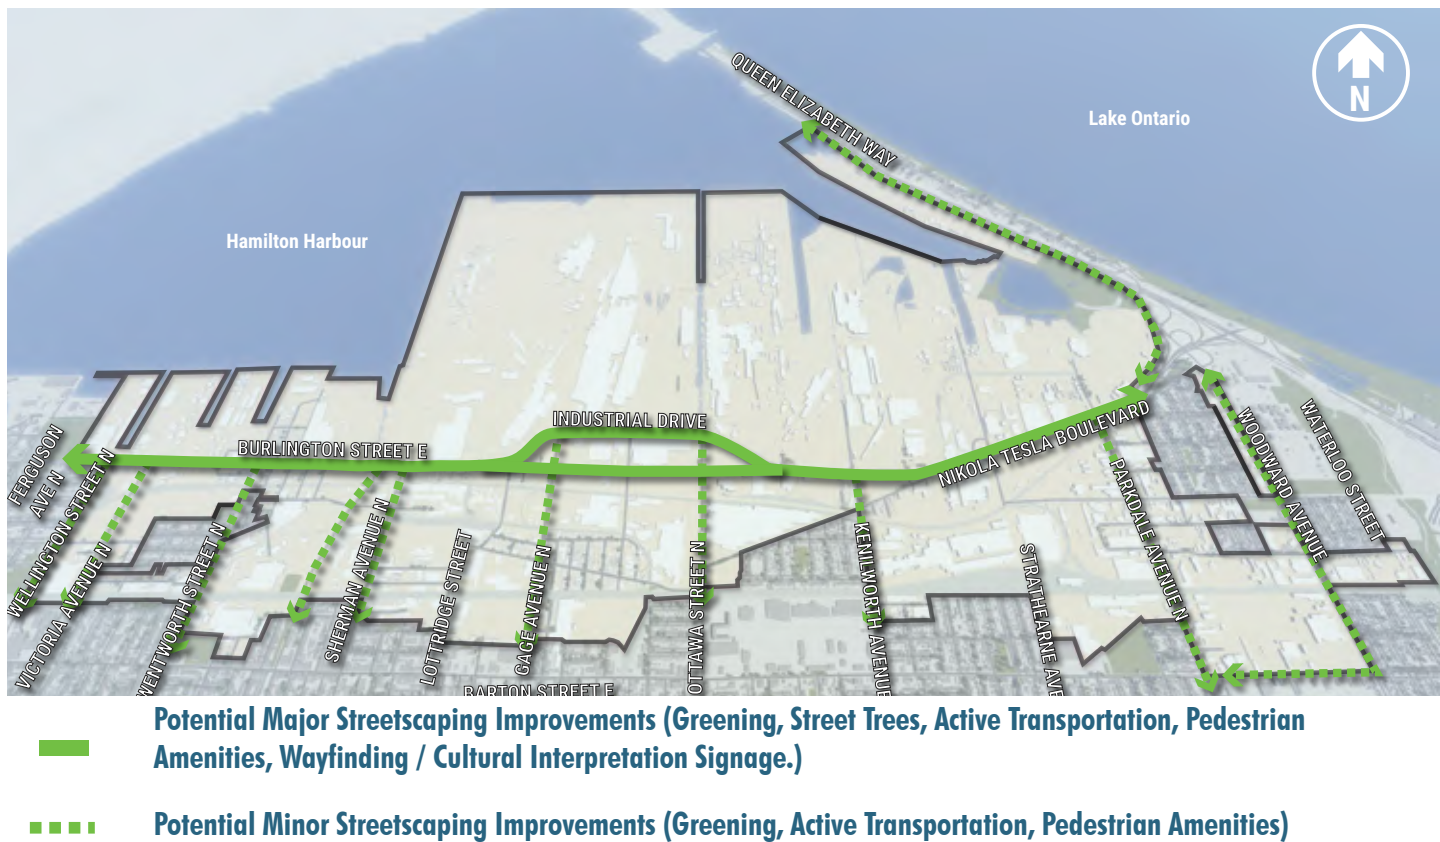 QUEEN ELIZABETH WAY
Lake Ontario
N
Hamilton Harbour
INDUSTRIAL DRIVE
BURLINGTON STREET E
NIKOLA TESLA BOULEVARD
FERGUSON
AVE N
WELLINGTON STREET N
VICTORIA AVENUE N
WENTWORTH STREET N
SHERMAN AVENUE N
LOTTRIDGE STREET
GAGE AVENUE N
BARTON STREET E
OTTAWA STREET N
KENILWORTH AVENUE
STRATHEARNE AVE
PARKDALE AVENUE N
WOODWARD AVENUE
WATERLOO STREET
Potential Major Streetscaping Improvements (Greening, Street Trees, Active Transportation, Pedestrian
Amenities, Wayfinding / Cultural Interpretation Signage.)
Potential Minor Streetscaping Improvements (Greening, Active Transportation, Pedestrian Amenities)